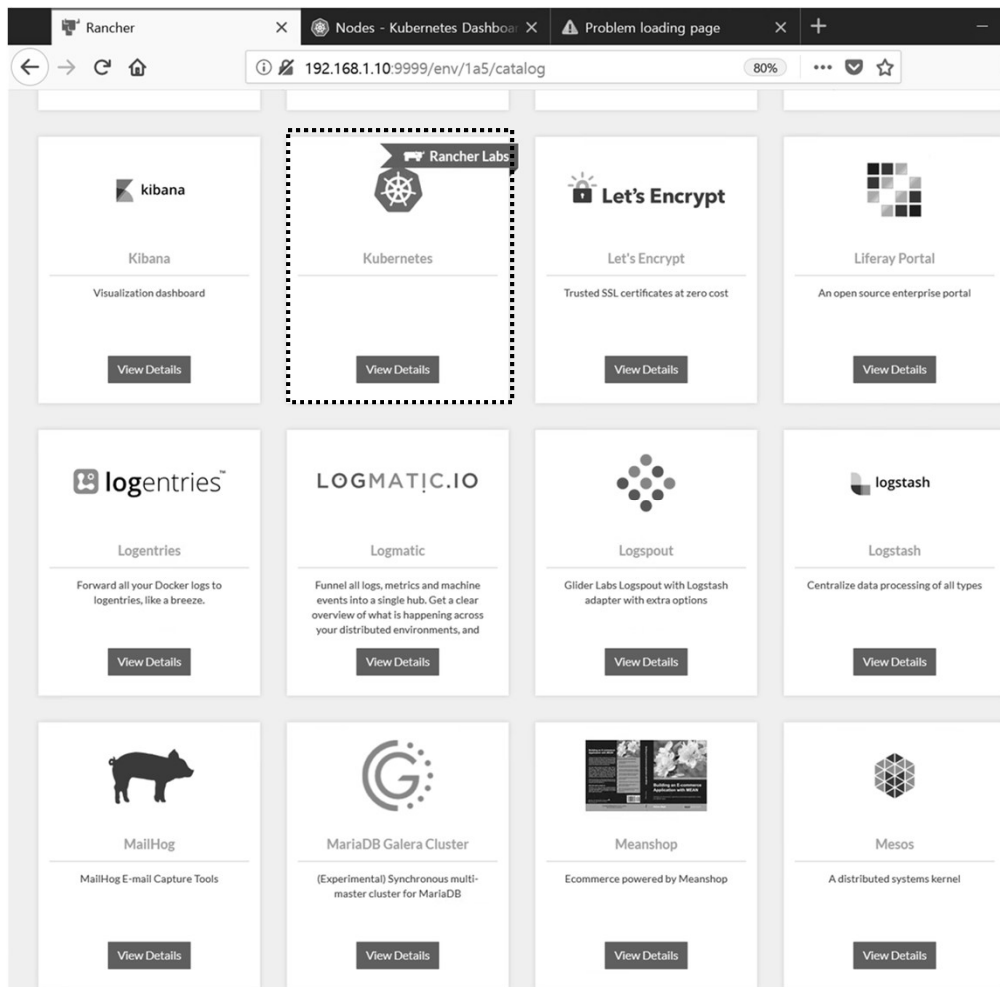 Rancher
Nodes - Kubernetes Dashboar
Problem loading page
192.168.1.10:9999/env/1a5/catalog
80%
kibana
Kibana
Visualization dashboard
View Details
Rancher Labs
Kubernetes
View Details
Let's Encrypt
Let's Encrypt
Trusted SSL certificates at zero cost
View Details
Liferay Portal
An open source enterprise portal
View Details
logentries™
Logentries
Forward all your Docker logs to
logentries, like a breeze.
View Details
LOGMATIC.IO
Logmatic
Funnel all logs, metrics and machine
events into a single hub. Get a clear
overview of what is happening across
your distributed environments, and
View Details
Logspout
Glider Labs Logspout with Logstash
adapter with extra options
View Details
logstash
Logstash
Centralize data processing of all types
View Details
MailHog
MailHog E-mail Capture Tools
View Details
MariaDB Galera Cluster
(Experimental) Synchronous multi-
master cluster for MariaDB
View Details
Building an E-commerce
Application with MEAN
Meanshop
Ecommerce powered by Meanshop
View Details
Mesos
A distributed systems kernel
View Details